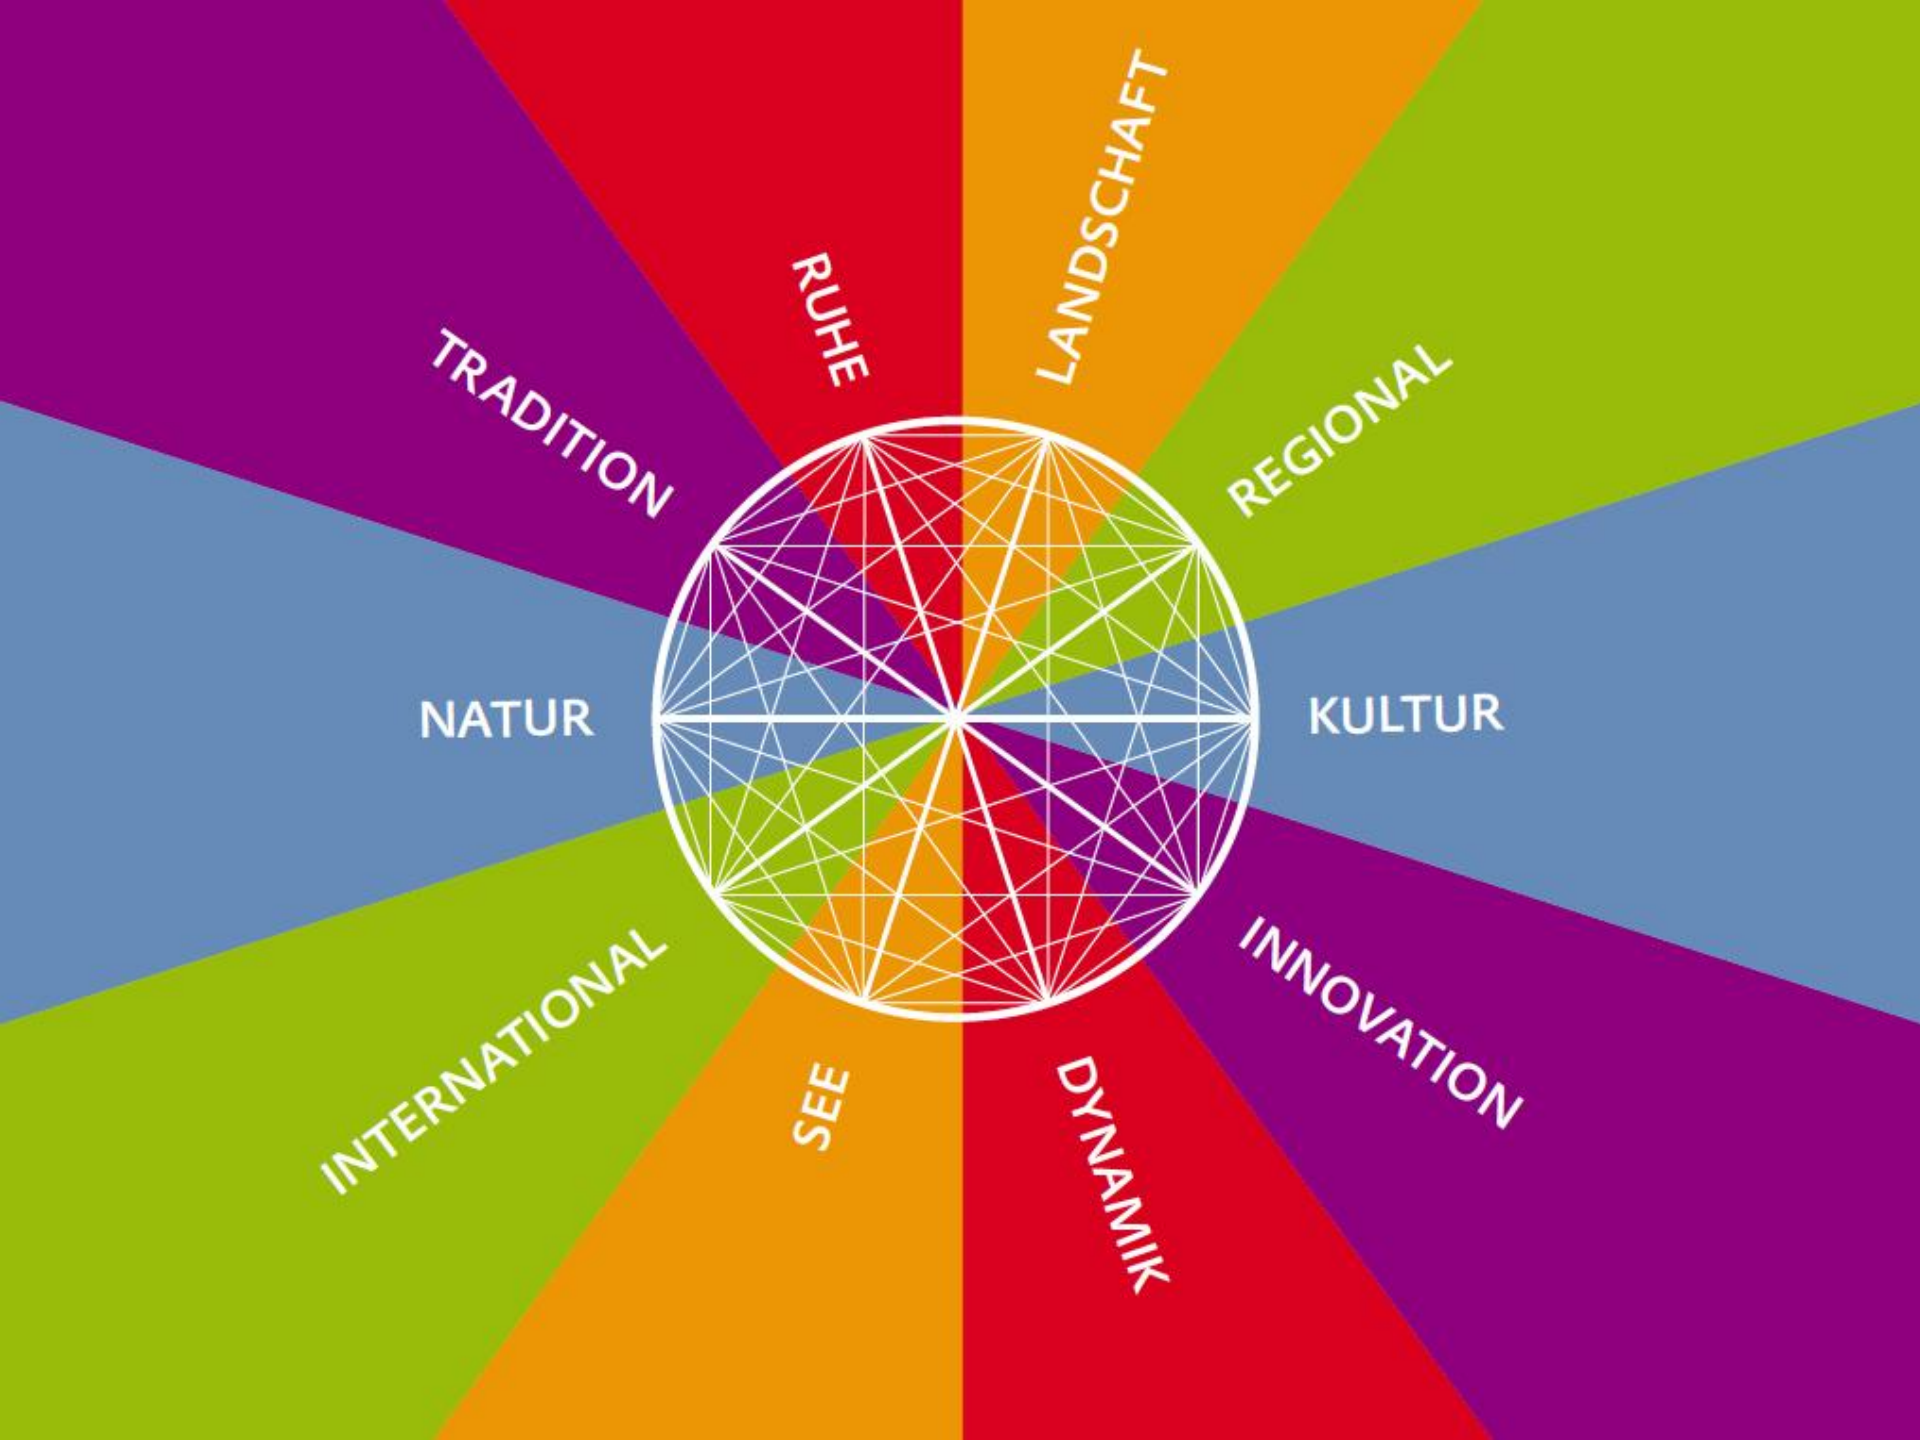 LANDSCHAFT
RUHE
TRADITION
REGIONAL
NATUR
KULTUR
INTERNATIONAL
INNOVATION
SEE
DYNAMIK